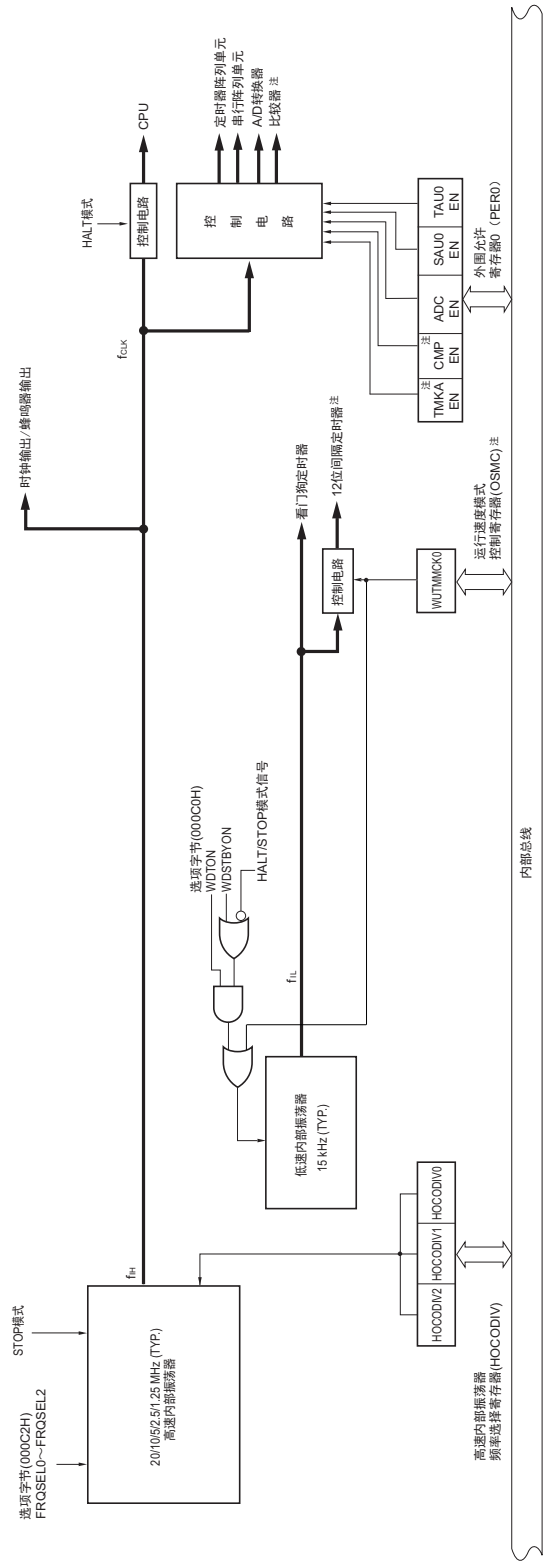 选项字节(000C2H)
FRQSEL0～FRQSEL2
STOP模式
20/10/5/2.5/1.25 MHz (TYP.)
高速内部振荡器
fIH
时钟输出/蜂鸣器输出
fCLK
HALT模式
控制电路
CPU
控制电路
定时器阵列单元
串行阵列单元
A/D转换器
比较器 注
选项字节(000C0H)
WDTON
WDSTBYON
HALT/STOP模式信号
低速内部振荡器
15 kHz (TYP.)
fIL
看门狗定时器
控制电路
12位间隔定时器 注
HOCODIV2
HOCODIV1
HOCODIV0
高速内部振荡器
频率选择寄存器(HOCODIV)
WUTMMCK0
运行速度模式
控制寄存器(OSMC) 注
注
TMKA
EN
注
CMP
EN
ADC
EN
SAU0
EN
TAU0
EN
外围允许
寄存器0（PER0）
内部总线